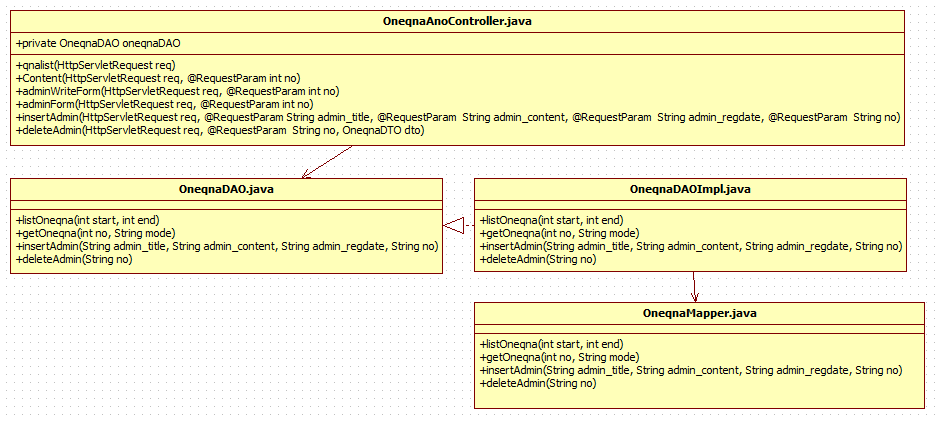 OneqnaAnoController.java
+private OneqnaDAO oneqnaDAO
+qnalist(HttpServletRequest req)
+Content(HttpServletRequest req, @RequestParam int no)
+adminWriteForm(HttpServletRequest req, @RequestParam int no)
+adminForm(HttpServletRequest req, @RequestParam int no)
+insertAdmin(HttpServletRequest req, @RequestParam String admin_title, @RequestParam  String admin_content, @RequestParam  String admin_regdate, @RequestParam  String no)
+deleteAdmin(HttpServletRequest req, @RequestParam  String no, OneqnaDTO dto)
OneqnaDAO.java
+listOneqna(int start, int end)
+getOneqna(int no, String mode)
+insertAdmin(String admin_title, String admin_content, String admin_regdate, String no)
+deleteAdmin(String no)
OneqnaDAOImpl.java
+listOneqna(int start, int end)
+getOneqna(int no, String mode)
+insertAdmin(String admin_title, String admin_content, String admin_regdate, String no)
+deleteAdmin(String no)
OneqnaMapper.java
+listOneqna(int start, int end)
+getOneqna(int no, String mode)
+insertAdmin(String admin_title, String admin_content, String admin_regdate, String no)
+deleteAdmin(String no)